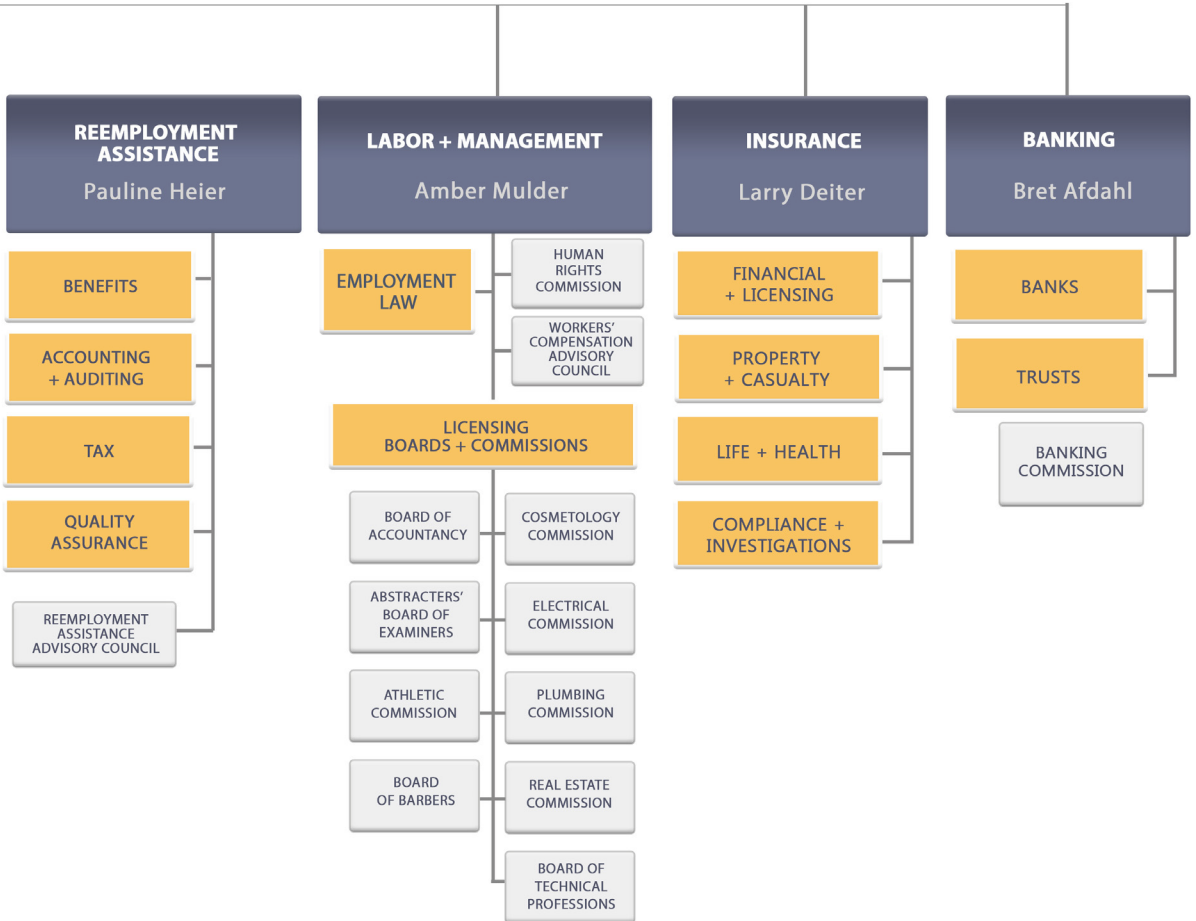 REEMPLOYMENT
ASSISTANCE
Pauline Heier
BENEFITS
ACCOUNTING
+ AUDITING
TAX
QUALITY
ASSURANCE
REEMPLOYMENT
ASSISTANCE
ADVISORY COUNCIL
LABOR + MANAGEMENT
Amber Mulder
EMPLOYMENT
LAW
HUMAN
RIGHTS
COMMISSION
WORKERS'
COMPENSATION
ADVISORY
COUNCIL
LICENSING
BOARDS + COMMISSIONS
BOARD OF
ACCOUNTANCY
COSMETOLOGY
COMMISSION
ABSTRACTERS'
BOARD OF
EXAMINERS
ELECTRICAL
COMMISSION
ATHLETIC
COMMISSION
PLUMBING
COMMISSION
BOARD
OF BARBERS
REAL ESTATE
COMMISSION
BOARD OF
TECHNICAL
PROFESSIONS
INSURANCE
Larry Deiter
FINANCIAL
+ LICENSING
PROPERTY
+ CASUALTY
LIFE + HEALTH
COMPLIANCE +
INVESTIGATIONS
BANKING
Bret Afdahl
BANKS
TRUSTS
BANKING
COMMISSION